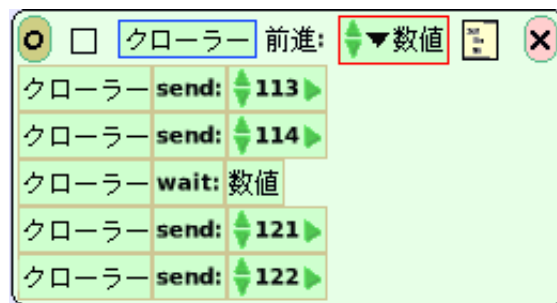 クローラー 前進: 数値
クローラー send: 113
クローラー send: 114
クローラー wait: 数値
クローラー send: 121
クローラー send: 122